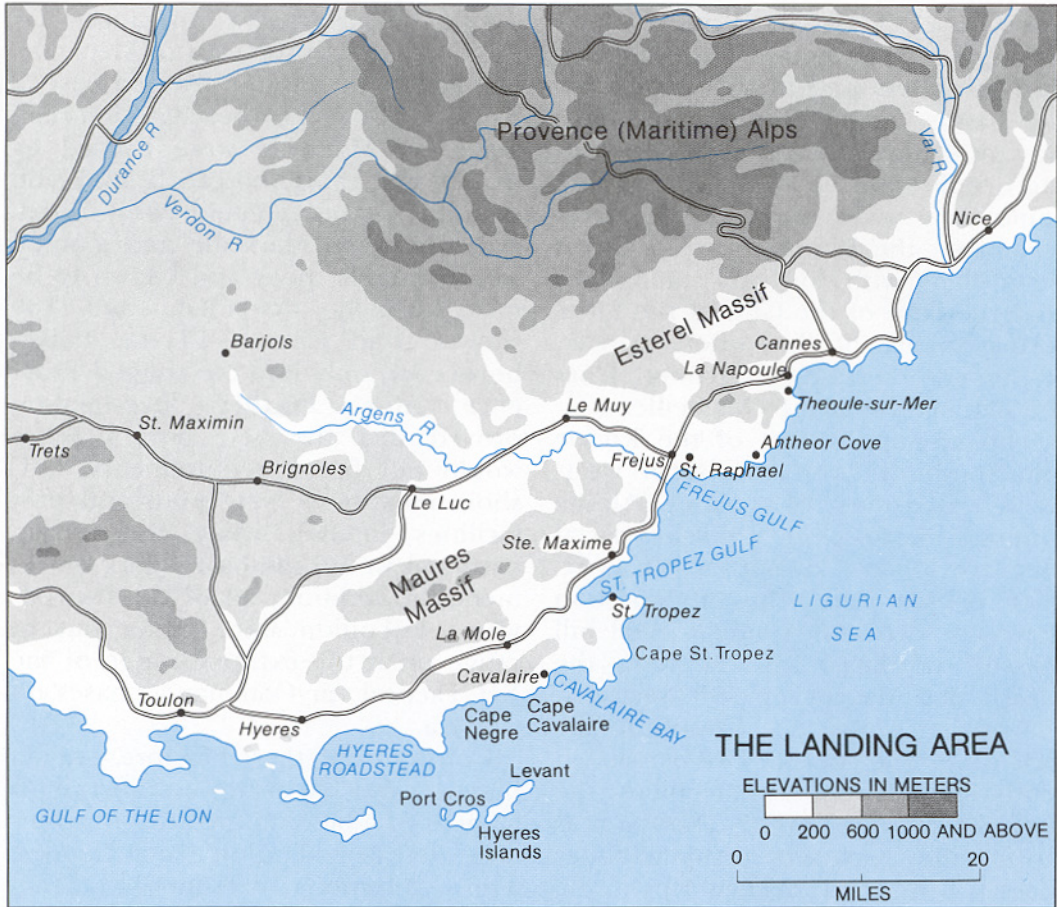 Provence (Maritime) Alps
Durance R
Verdon R
Var R
Nice
Barjols
Esterel Massif
Cannes
La Napoule
Theoule-sur-Mer
Argens R
Le Muy
St. Maximin
Trets
Brignoles
Le Luc
Frejus
St. Raphael
Antheor Cove
FREJUS GULF
Ste. Maxime
ST. TROPEZ GULF
St. Tropez
Maures
Massif
LIGURIAN
SEA
La Mole
Cape St. Tropez
Cavalaire
CAVALAIRE BAY
Toulon
Hyeres
Cape
Negre
Cape
Cavalaire
HYERES
ROADSTEAD
Levant
Port Cros
Hyeres
Islands
GULF OF THE LION
THE LANDING AREA
ELEVATIONS IN METERS
0 200 600 1000 AND ABOVE
0 20
MILES